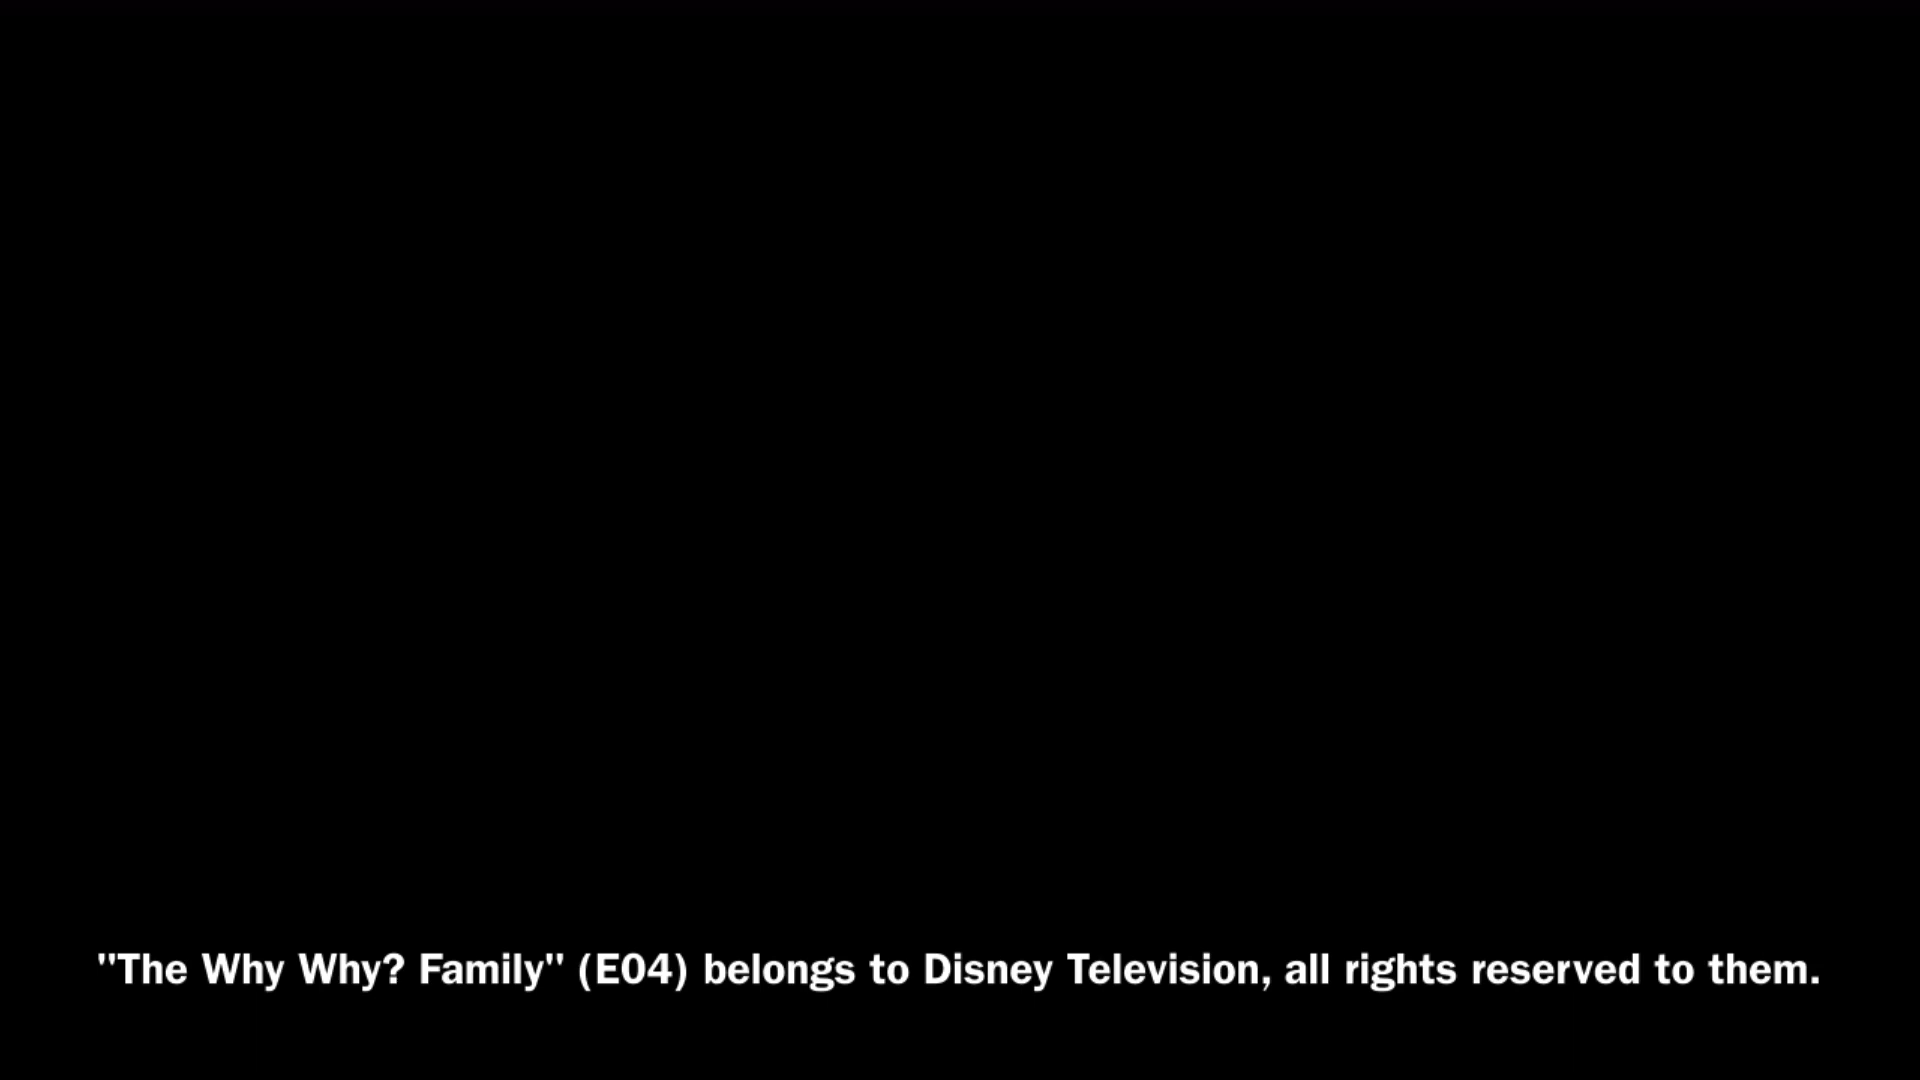 "The Why Why? Family" (E04) belongs to Disney Television, all rights reserved to them.